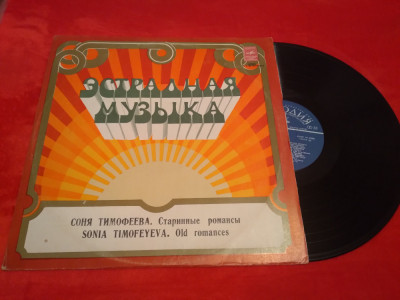 ЭСТРАДНАЯ
МУЗЫКА
СОНЯ ТИМОФЕЕВА. Старинные романсы
SONIA TIMOFEYEVA. Old romances